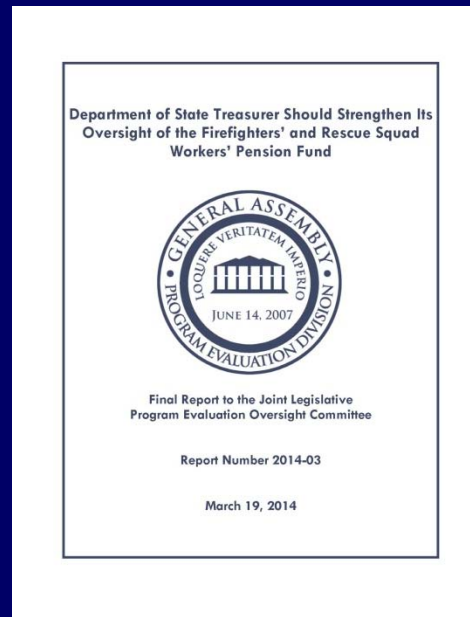 Department of State Treasurer Should Strengthen Its
Oversight of the Firefighters' and Rescue Squad
Workers' Pension Fund
GENERAL ASSEMBLY
LOQUERE VERITATEM IMPERIO
JUNE 14, 2007
PROGRAM EVALUATION DIVISION
Final Report to the Joint Legislative
Program Evaluation Oversight Committee
Report Number 2014-03
March 19, 2014